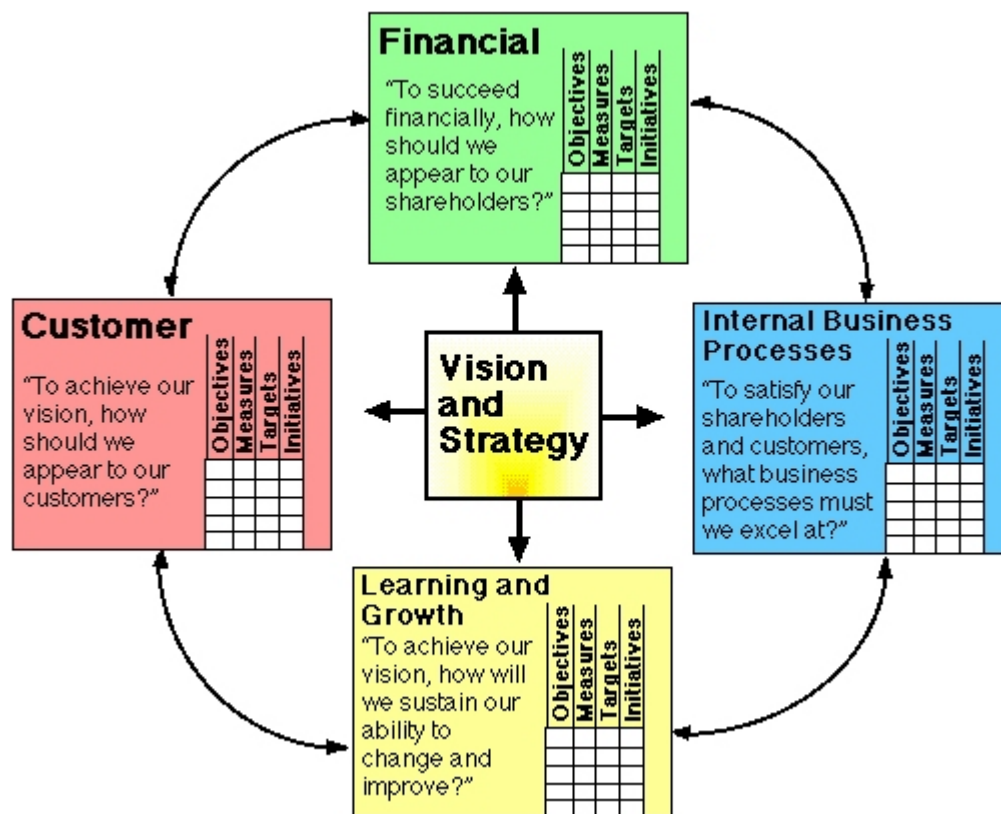 Financial
“To succeed
financially, how
should we
appear to our
shareholders?”
Objectives
Measures
Targets
Initiatives
Customer
“To achieve our
vision, how
should we
appear to our
customers?”
Objectives
Measures
Targets
Initiatives
Vision
and
Strategy
Internal Business
Processes
“To satisfy our
shareholders
and customers,
what business
processes must
we excel at?”
Objectives
Measures
Targets
Initiatives
Learning and
Growth
“To achieve our
vision, how will
we sustain our
ability to
change and
improve?”
Objectives
Measures
Targets
Initiatives